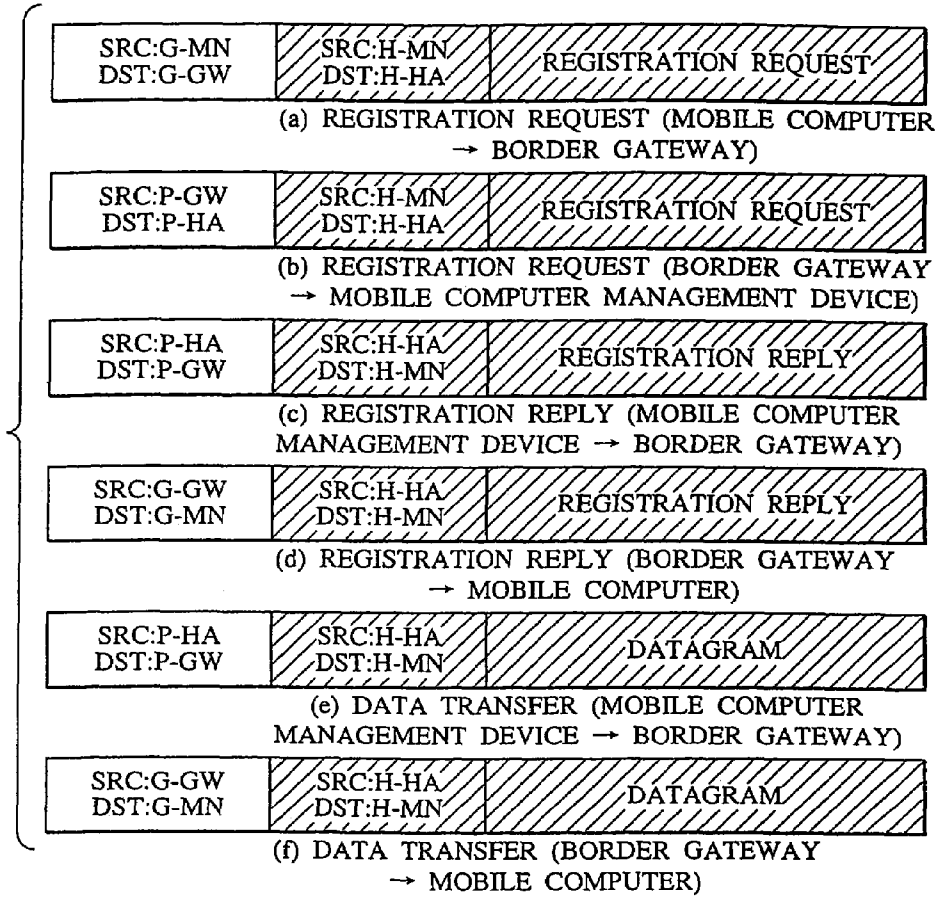 SRC:G-MN
DST:G-GW
SRC:H-MN
DST:H-HA
REGISTRATION REQUEST
(a) REGISTRATION REQUEST (MOBILE COMPUTER
→ BORDER GATEWAY)
SRC:P-GW
DST:P-HA
SRC:H-MN
DST:H-HA
REGISTRATION REQUEST
(b) REGISTRATION REQUEST (BORDER GATEWAY
→ MOBILE COMPUTER MANAGEMENT DEVICE)
SRC:P-HA
DST:P-GW
SRC:H-HA
DST:H-MN
REGISTRATION REPLY
(c) REGISTRATION REPLY (MOBILE COMPUTER
MANAGEMENT DEVICE → BORDER GATEWAY)
SRC:G-GW
DST:G-MN
SRC:H-HA
DST:H-MN
REGISTRATION REPLY
(d) REGISTRATION REPLY (BORDER GATEWAY
→ MOBILE COMPUTER)
SRC:P-HA
DST:P-GW
SRC:H-HA
DST:H-MN
DATAGRAM
(e) DATA TRANSFER (MOBILE COMPUTER
MANAGEMENT DEVICE → BORDER GATEWAY)
SRC:G-GW
DST:G-MN
SRC:H-HA
DST:H-MN
DATAGRAM
(f) DATA TRANSFER (BORDER GATEWAY
→ MOBILE COMPUTER)